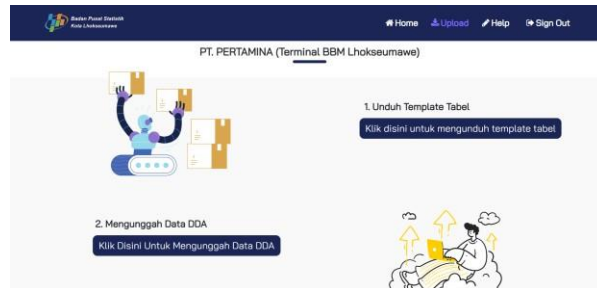 Badan Pusat Statistik
Kota Lhokseumawe
Home Upload Help Sign Out
PT. PERTAMINA (Terminal BBM Lhokseumawe)
1. Unduh Template Tabel
Klik disini untuk mengunduh template tabel
2. Mengunggah Data DDA
Klik Disini Untuk Mengunggah Data DDA